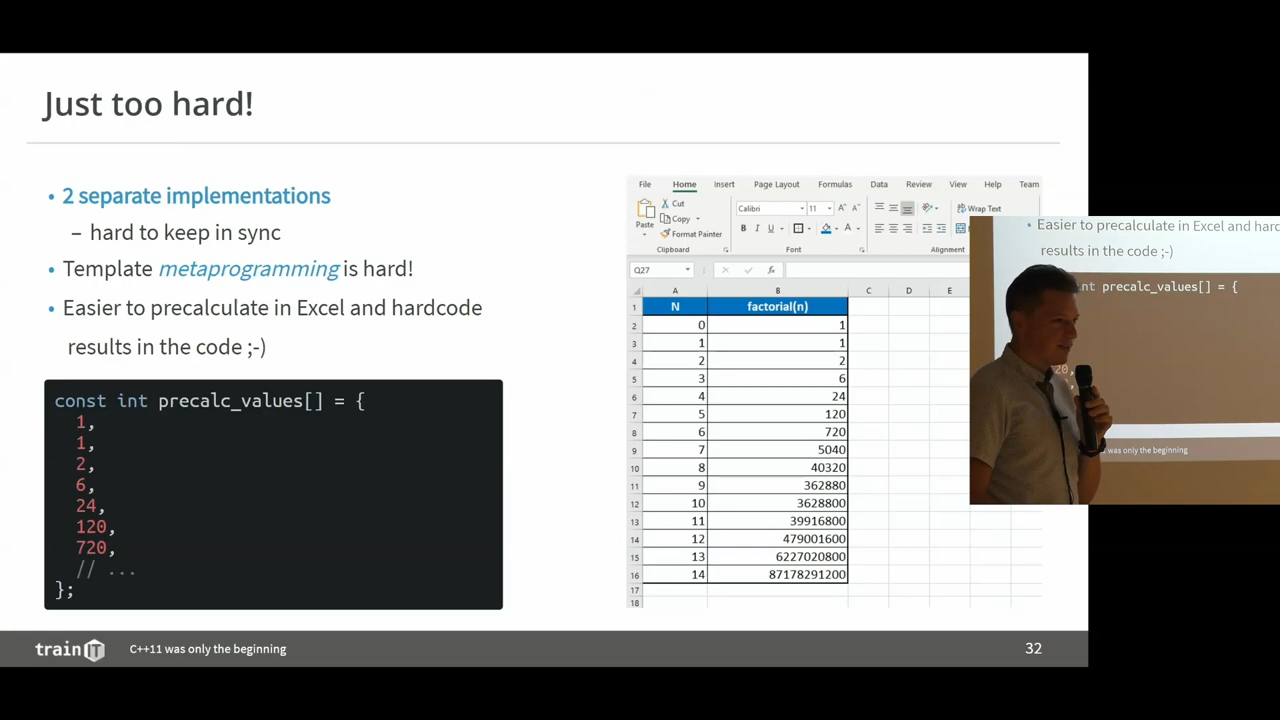 Just too hard!
• 2 separate implementations
– hard to keep in sync
• Template metaprogramming is hard!
• Easier to precalculate in Excel and hardcode
results in the code ;-)
const int precalc_values[] = {
1,
1,
2,
6,
24,
120,
720,
// ...
};
File Home Insert Page Layout Formulas Data Review View Help Team
Cut
Copy
Format Painter
Paste
Calibri 11
B I U
Wrap Text
Clipboard Font Alignment
Q27 fx
A B C D E
1 N factorial(n)
2 0 1
3 1 1
4 2 2
5 3 6
6 4 24
7 5 120
8 6 720
9 7 5040
10 8 40320
11 9 362880
12 10 3628800
13 11 39916800
14 12 479001600
15 13 6227020800
16 14 87178291200
17
18
• Easier to precalculate in Excel and hard
results in the code ;-)
int precalc_values[] = {
20,
was only the beginning
train IT C++11 was only the beginning 32